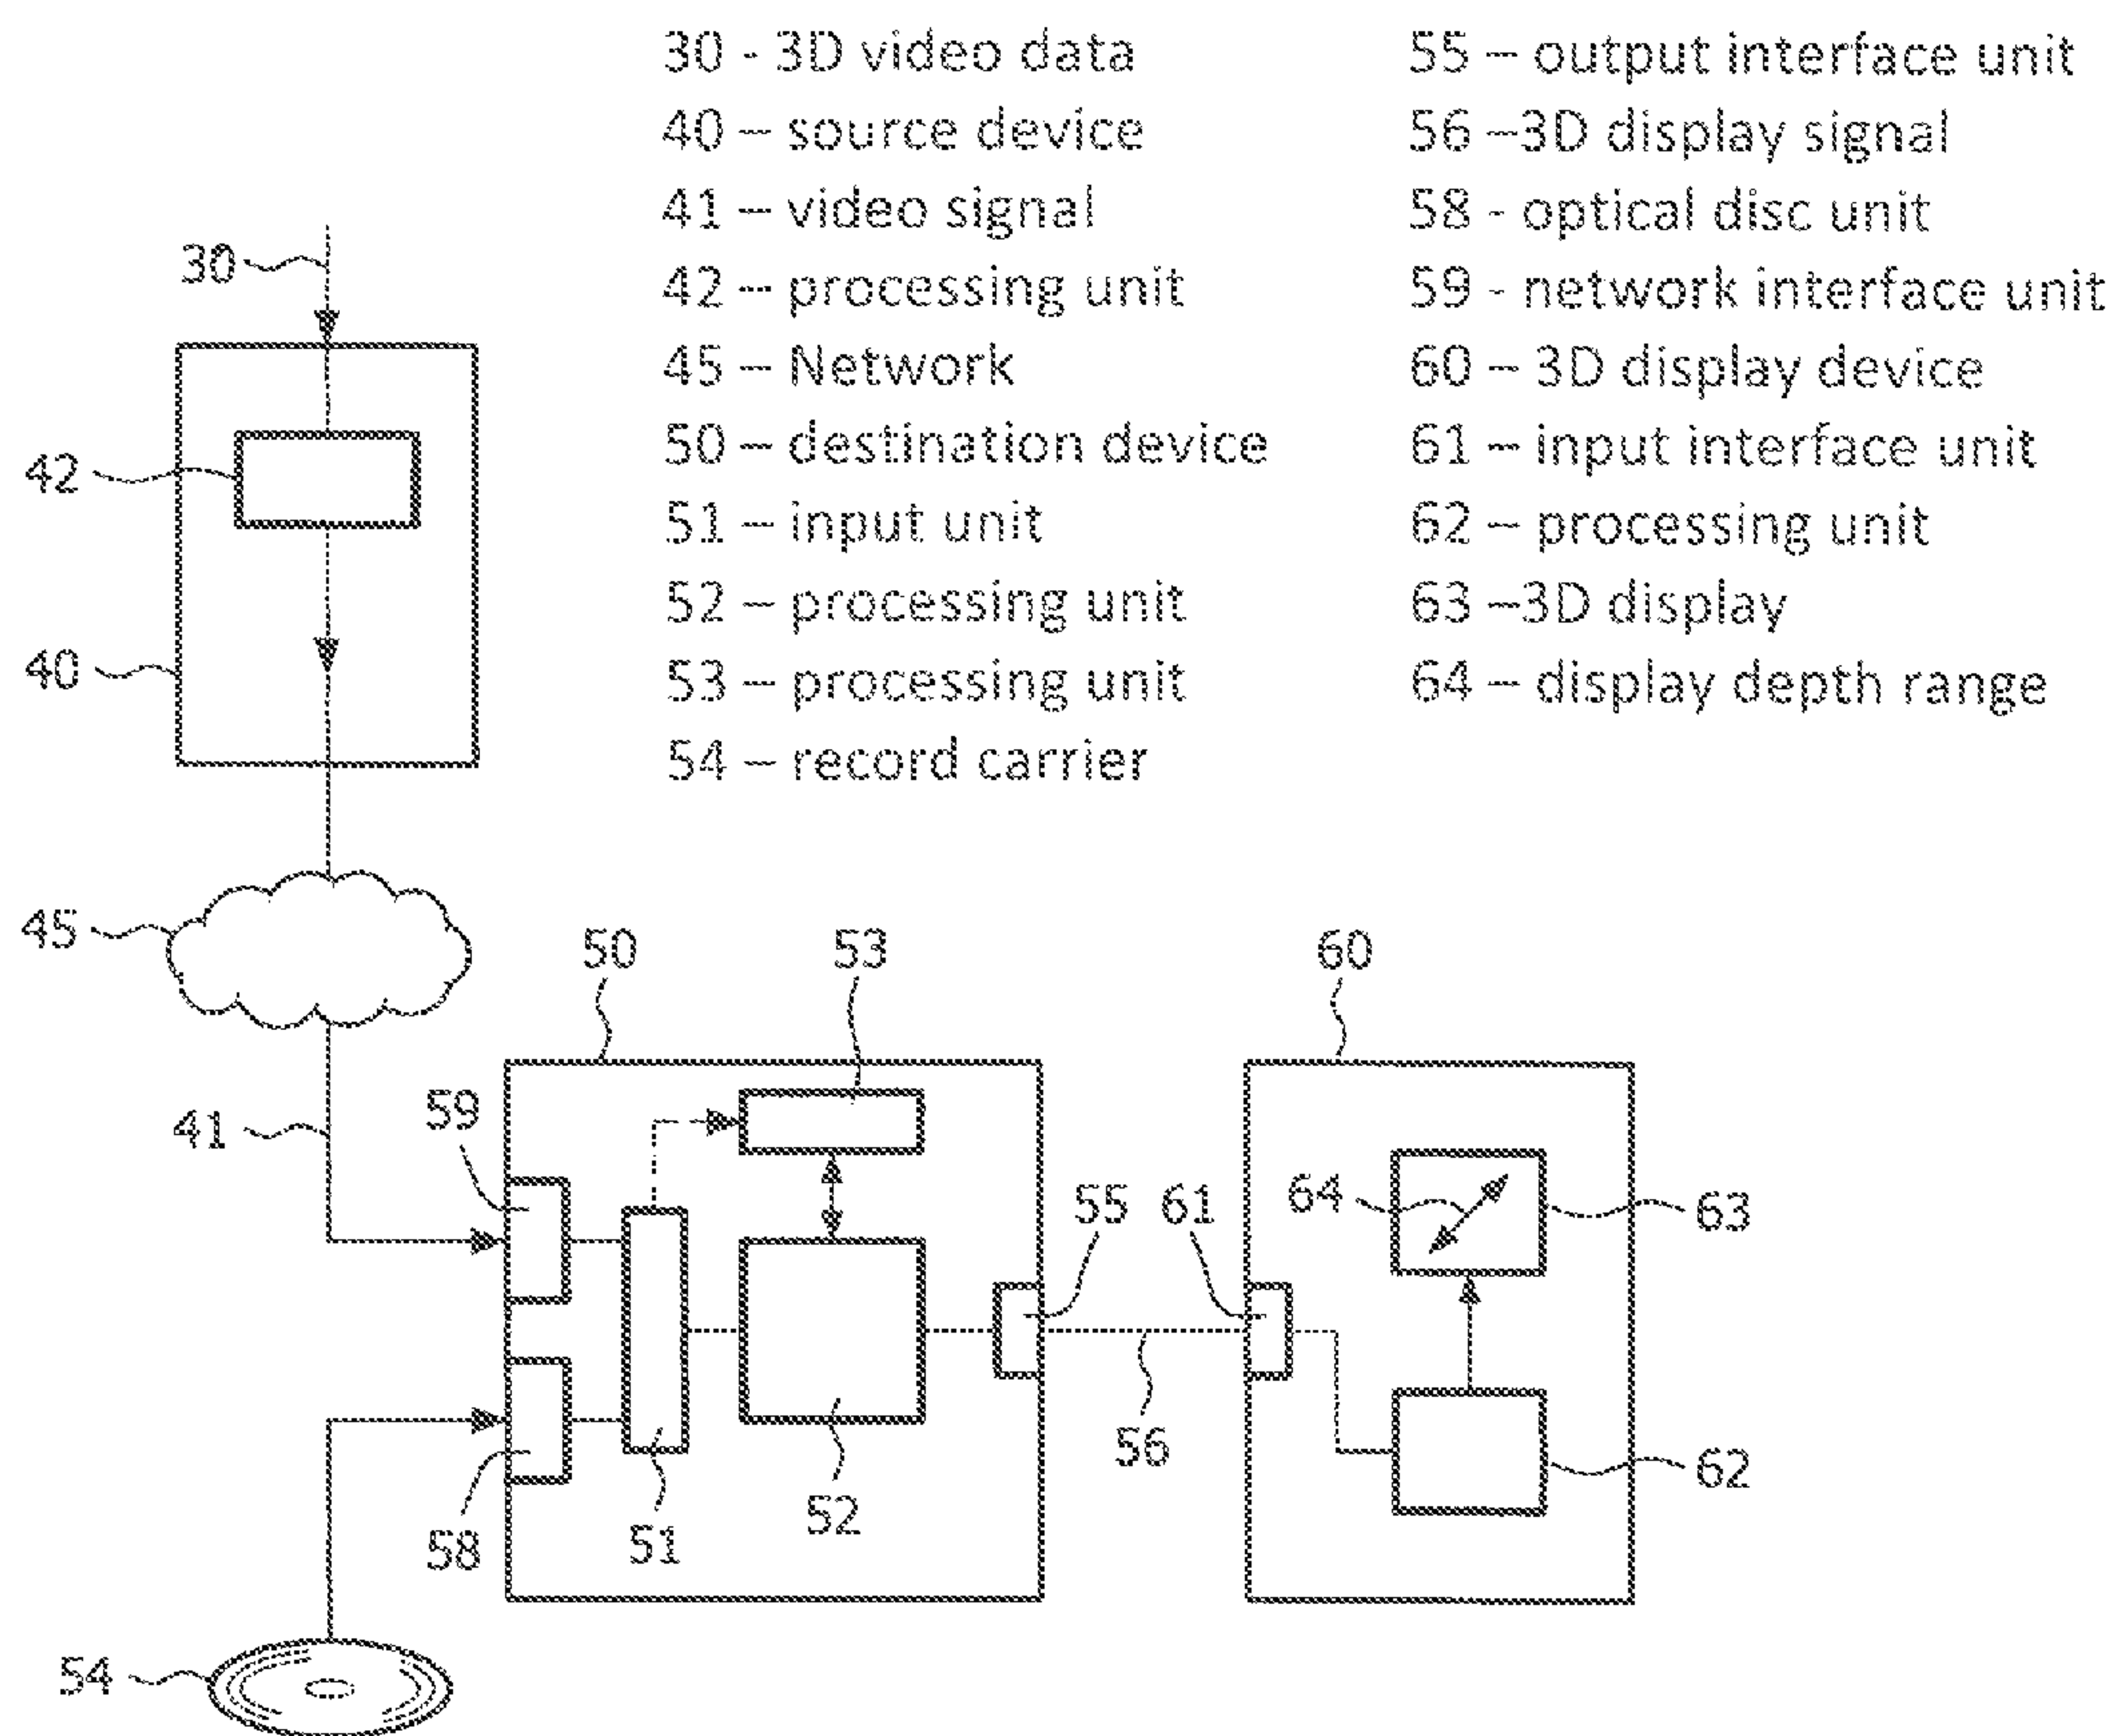 30 - 3D video data
40 – source device
41 – video signal
42 – processing unit
45 – Network
50 – destination device
51 – input unit
52 – processing unit
53 – processing unit
54 – record carrier
55 – output interface unit
56 –3D display signal
58 - optical disc unit
59 - network interface unit
60 – 3D display device
61 – input interface unit
62 – processing unit
63 –3D display
64 – display depth range
30
42
40
45
50
53
60
59
41
55
61
64
63
56
62
58
51
52
54